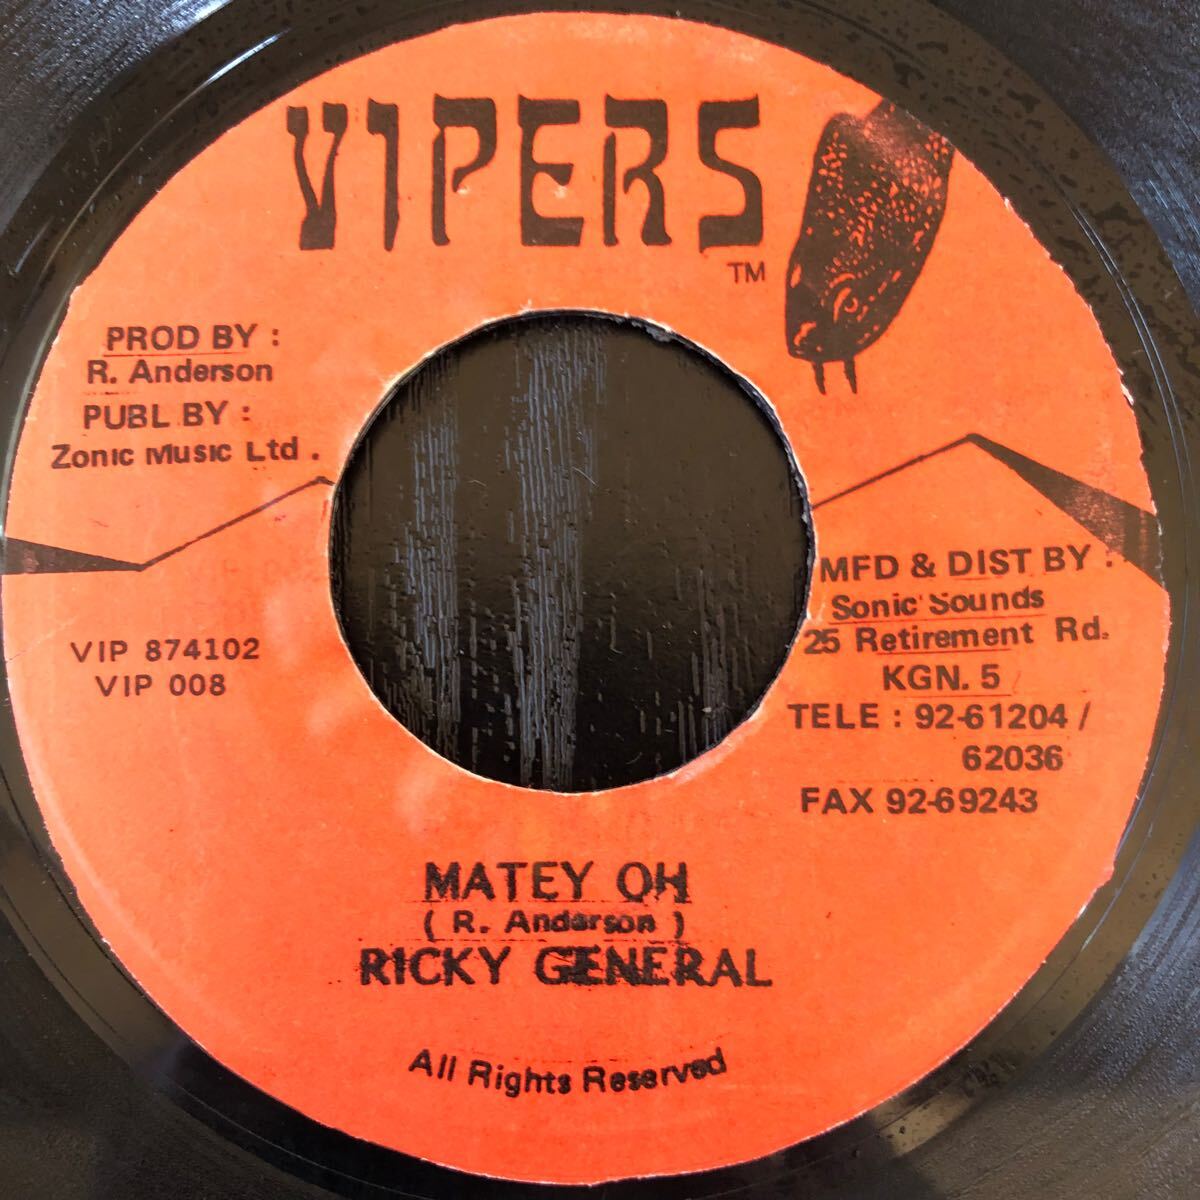 VIPERS
TM
PROD BY :
R. Anderson
PUBL BY :
Zonic Music Ltd .
VIP 874102
VIP 008
MFD & DIST BY :
Sonic Sounds
25 Retirement Rd.
KGN. 5
TELE : 92-61204 /
62036
FAX 92-69243
MATEY OH
( R. Anderson )
RICKY GENERAL
All Rights Reserved